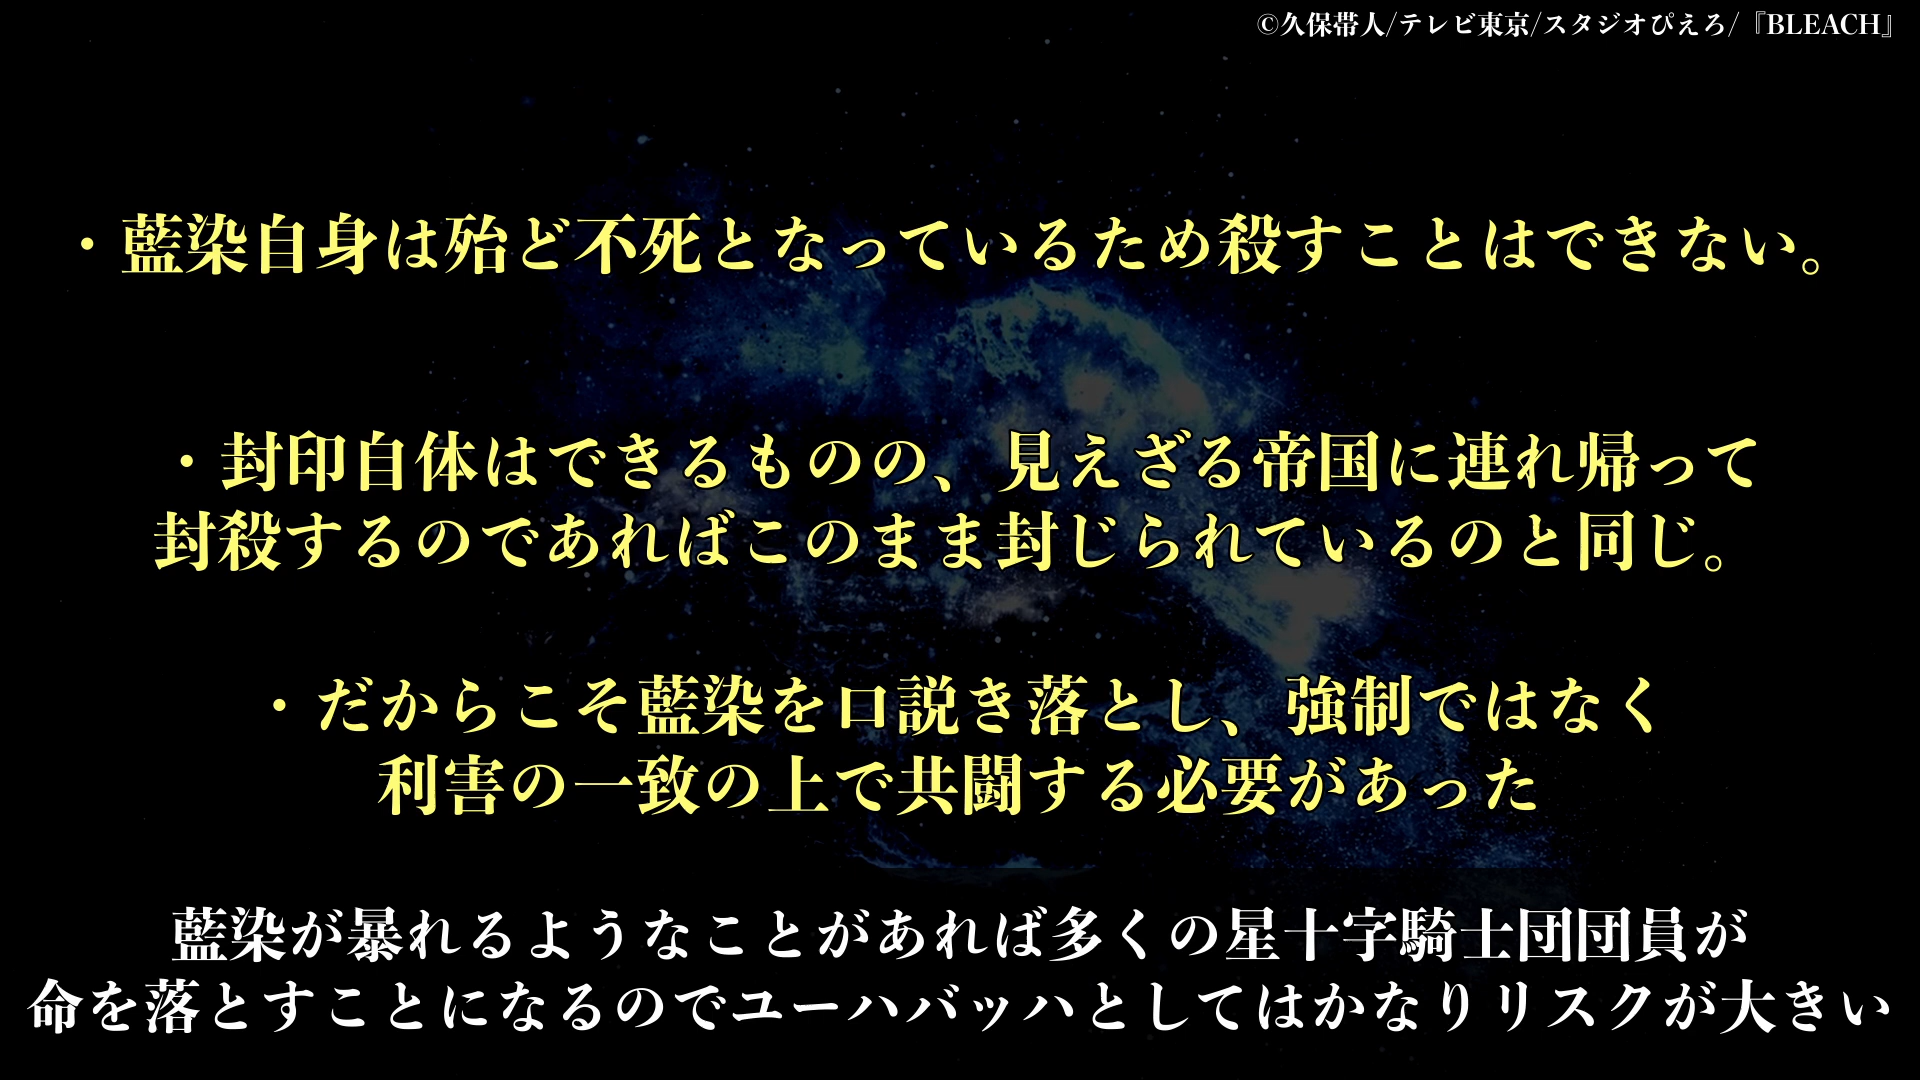 ©久保帯人/テレビ東京/スタジオぴえろ/『BLEACH』
・藍染自身は殆ど不死となっているため殺すことはできない。
・封印自体はできるものの、見えざる帝国に連れ帰って
封殺するのであればこのまま封じられているのと同じ。
・だからこそ藍染を口説き落とし、強制ではなく
利害の一致の上で共闘する必要があった
藍染が暴れるようなことがあれば多くの星十字騎士団団員が
命を落とすことになるのでユーハバッハとしてはかなりリスクが大きい